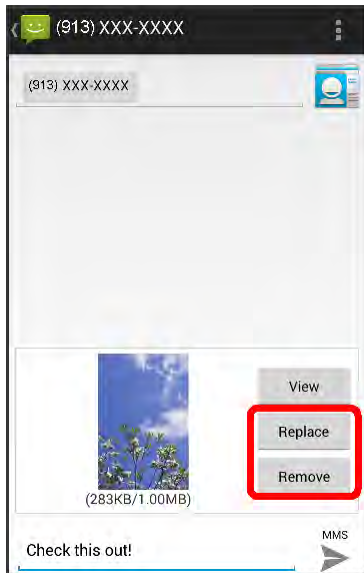 (913) XXX-XXXX
(913) XXX-XXXX
View
Replace
Remove
(283KB/1.00MB)
MMS
Check this out!